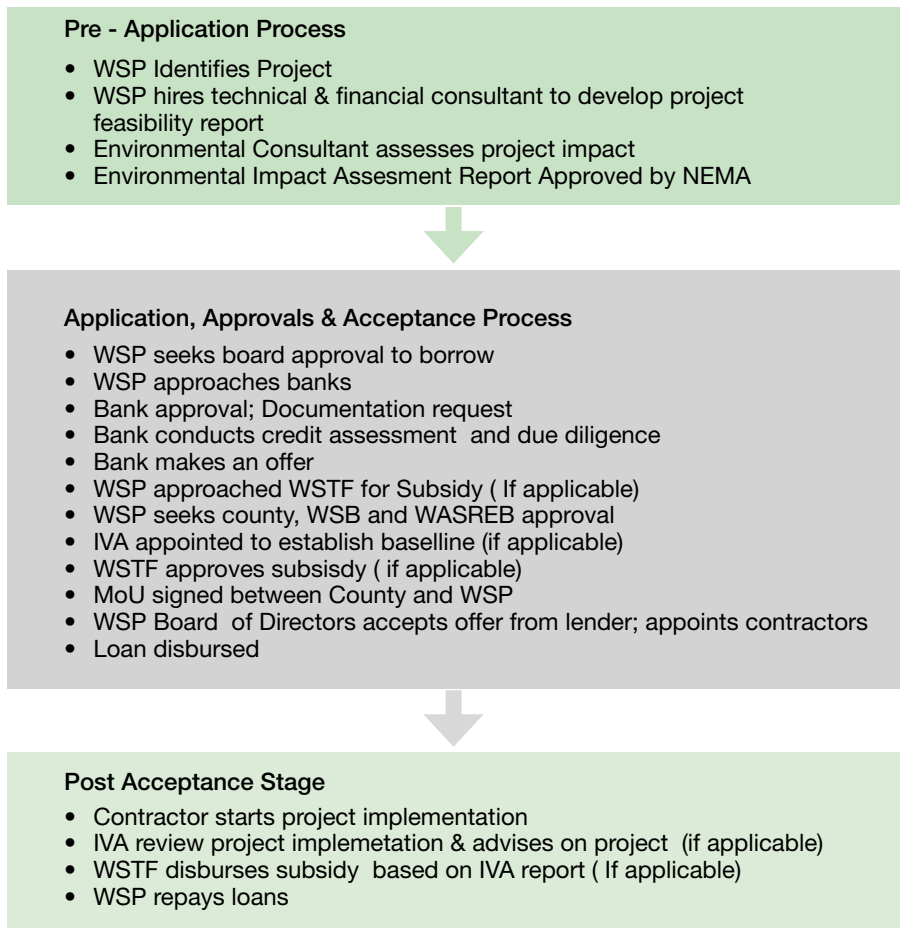 Pre - Application Process
• WSP Identifies Project
• WSP hires technical & financial consultant to develop project
feasibility report
• Environmental Consultant assesses project impact
• Environmental Impact Assesment Report Approved by NEMA
Application, Approvals & Acceptance Process
• WSP seeks board approval to borrow
• WSP approaches banks
• Bank approval; Documentation request
• Bank conducts credit assessment  and due diligence
• Bank makes an offer
• WSP approached WSTF for Subsidy ( If applicable)
• WSP seeks county, WSB and WASREB approval
• IVA appointed to establish baselline (if applicable)
• WSTF approves subsisdy ( if applicable)
• MoU signed between County and WSP
• WSP Board  of Directors accepts offer from lender; appoints contractors
• Loan disbursed
Post Acceptance Stage
• Contractor starts project implementation
• IVA review project implemetation & advises on project  (if applicable)
• WSTF disburses subsidy  based on IVA report ( If applicable)
• WSP repays loans